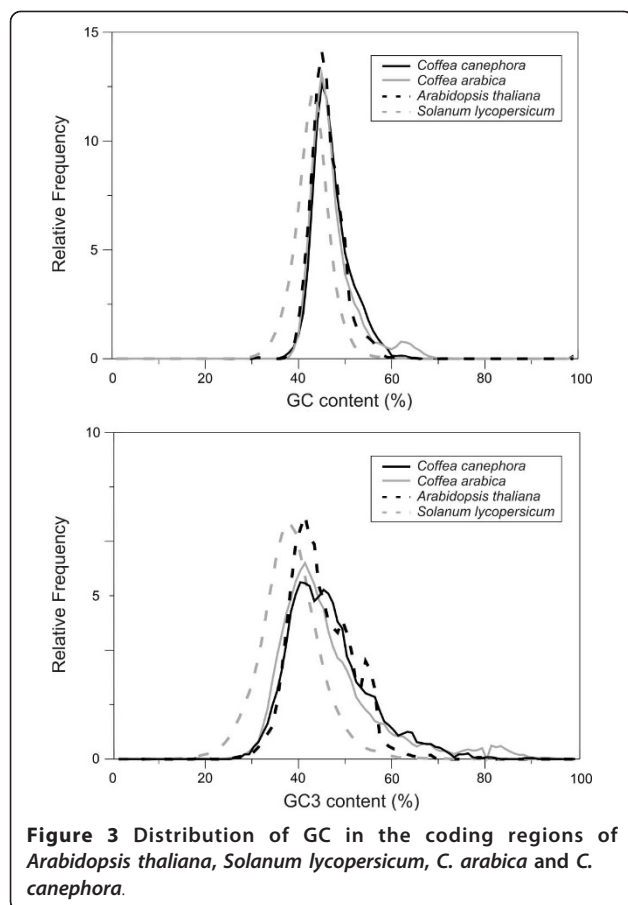 15
10
5
0
Relative Frequency
Coffea canephora
Coffea arabica
Arabidopsis thaliana
Solanum lycopersicum
0 20 40 60 80 100
GC content (%)
10
5
0
Relative Frequency
Coffea canephora
Coffea arabica
Arabidopsis thaliana
Solanum lycopersicum
0 20 40 60 80 100
GC3 content (%)
Figure 3 Distribution of GC in the coding regions of
Arabidopsis thaliana, Solanum lycopersicum, C. arabica and C.
canephora.